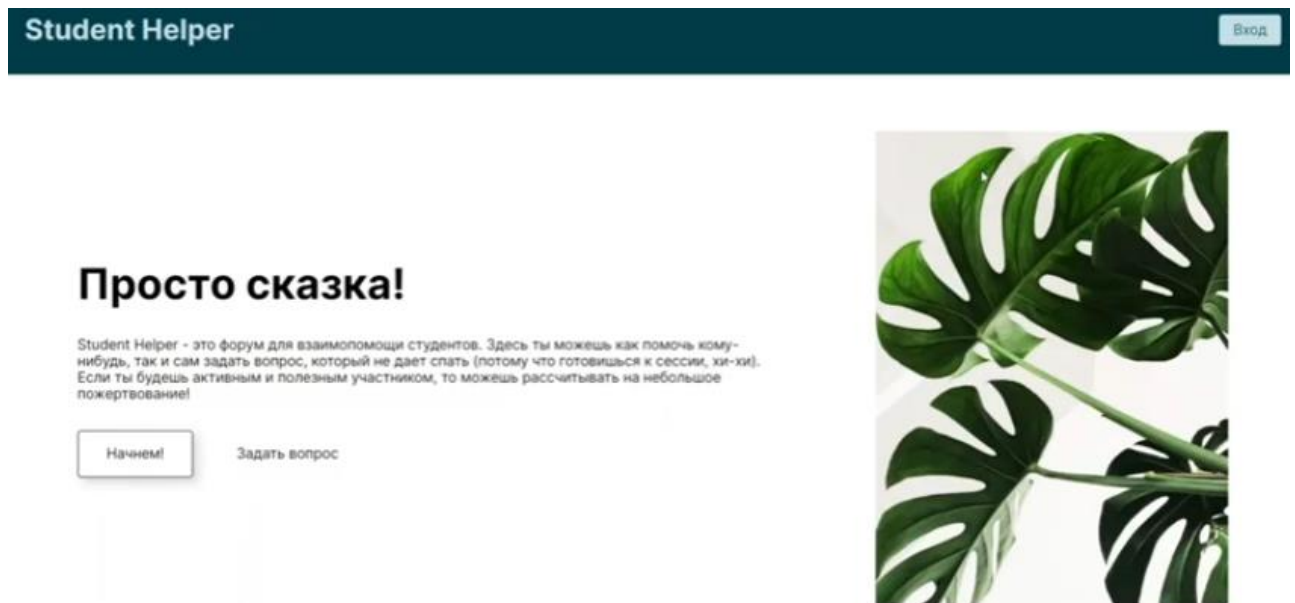 Student Helper
Вход
Просто сказка!
Student Helper - это форум для взаимопомощи студентов. Здесь ты можешь как помочь кому-
нибудь, так и сам задать вопрос, который не дает спать (потому что готовишься к сессии, хи-хи).
Если ты будешь активным и полезным участником, то можешь рассчитывать на небольшое
пожертвование!
Начнем!
Задать вопрос